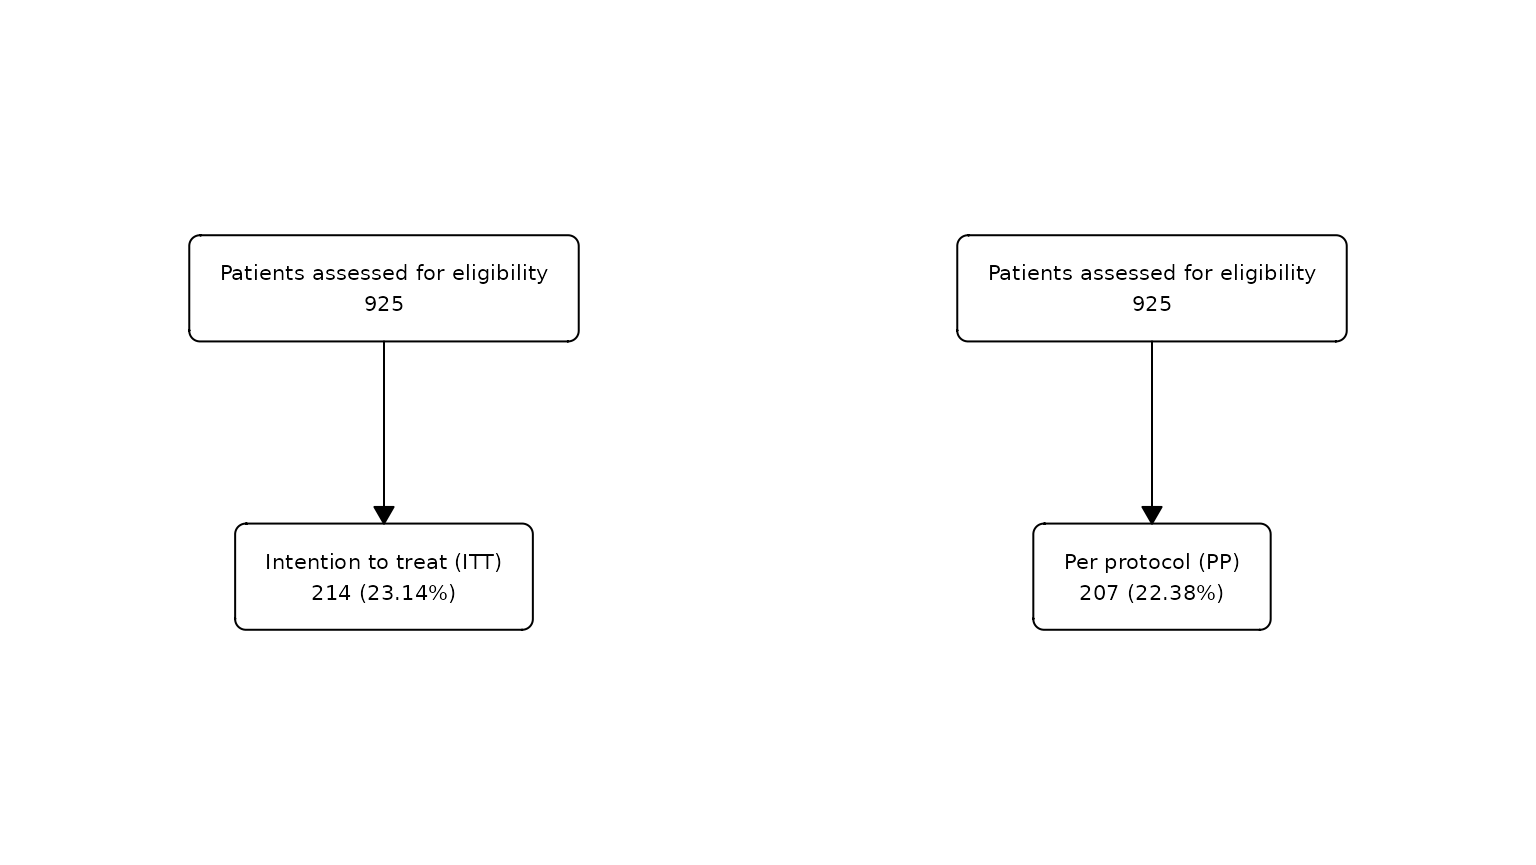 Patients assessed for eligibility
925
Intention to treat (ITT)
214 (23.14%)
Patients assessed for eligibility
925
Per protocol (PP)
207 (22.38%)